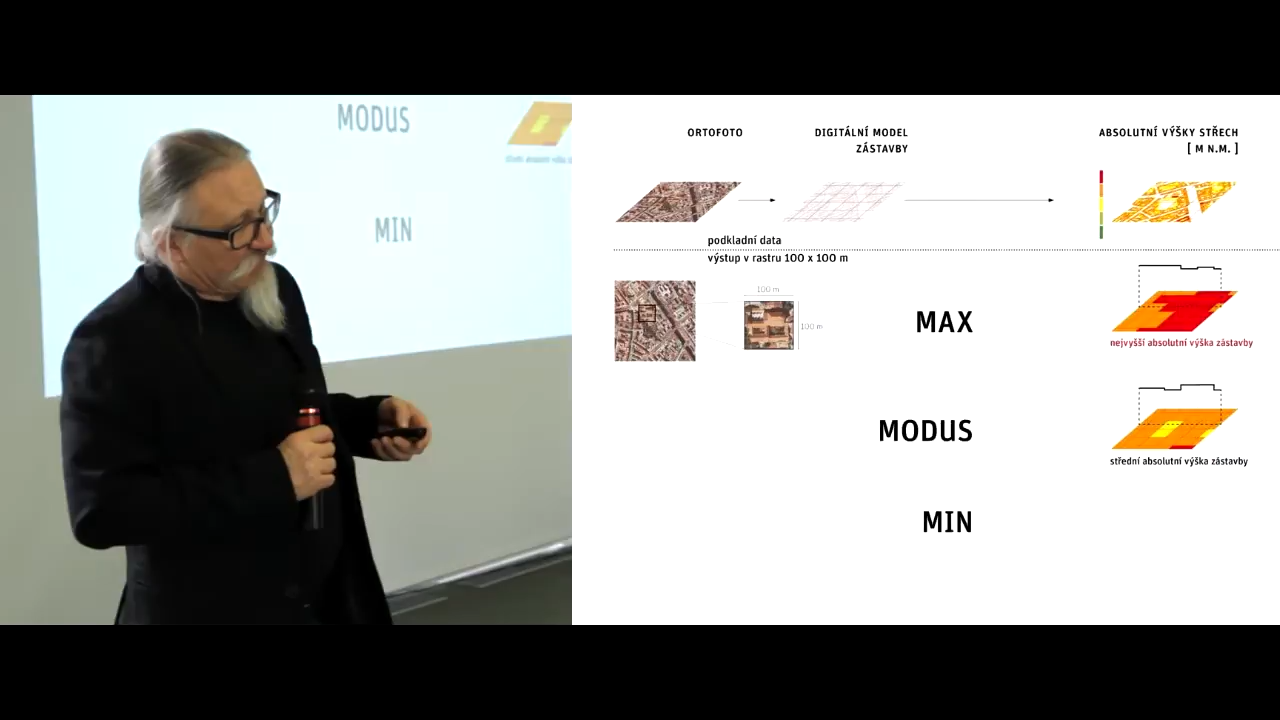 MODUS
MIN
ORTOFOTO
DIGITÁLNÍ MODEL
ZÁSTAVBY
ABSOLUTNÍ VÝŠKY STŘECH
[ M N.M. ]
podkladní data
výstup v rastru 100 x 100 m
100 m
100 m
MAX
nejvyšší absolutní výška zástavby
MODUS
střední absolutní výška zástavby
MIN